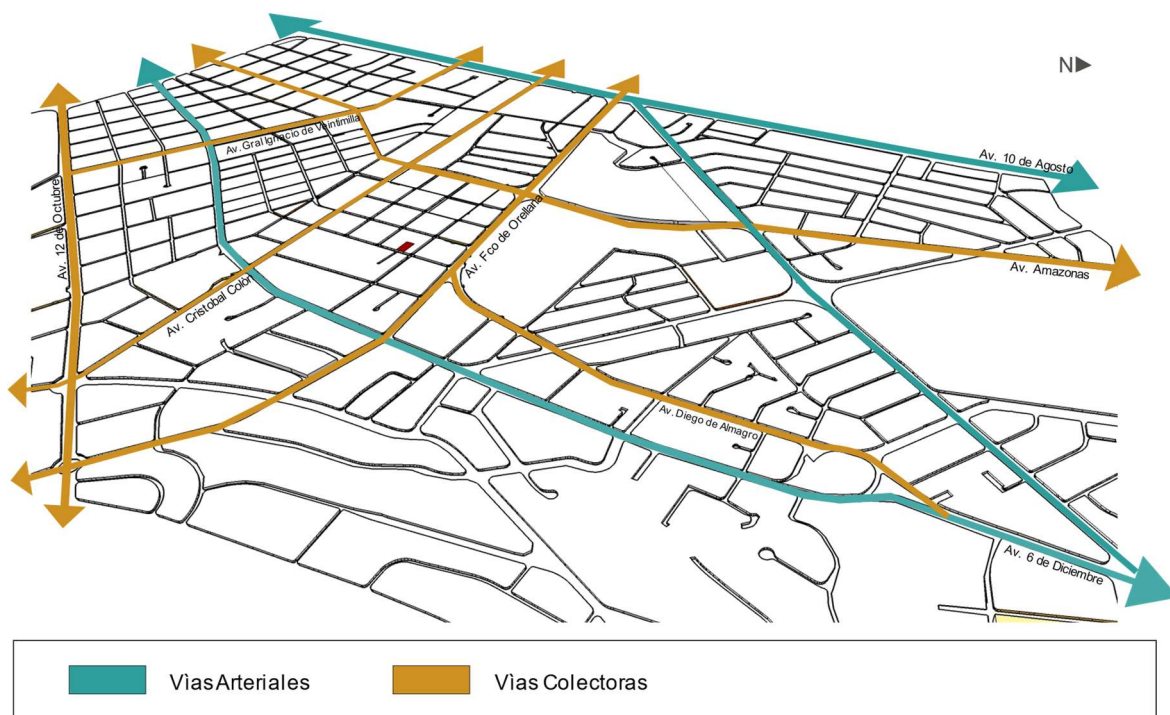 N
Av. 10 de Agosto
Av. Gral Ignacio de Veintimilla
Av. 12 de Octubre
Av. Fco de Orellana
Av. Amazonas
Av. Cristobal Colòn
Av. Diego de Almagro
Av. 6 de Diciembre
Vìas Arteriales
Vìas Colectoras